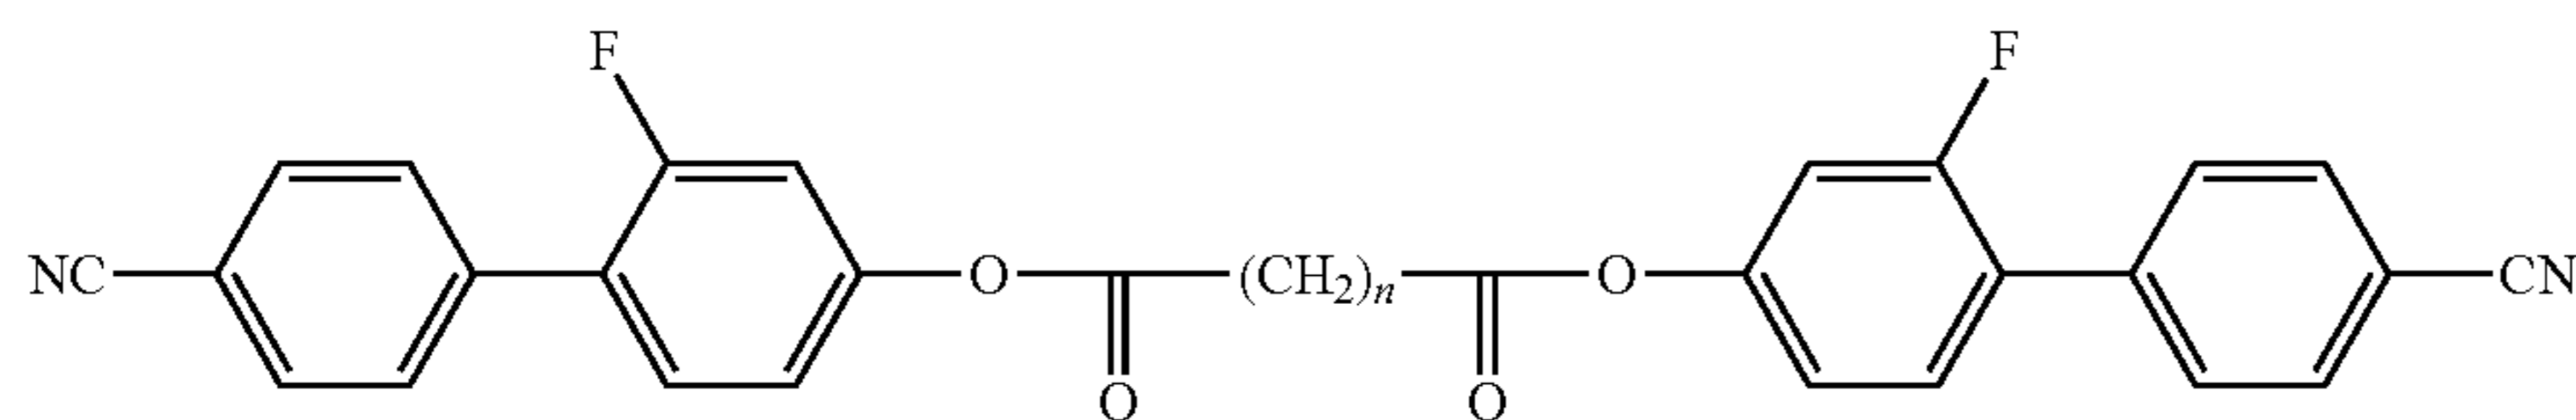 F F
NC O (CH₂)ₙ O CN
O O